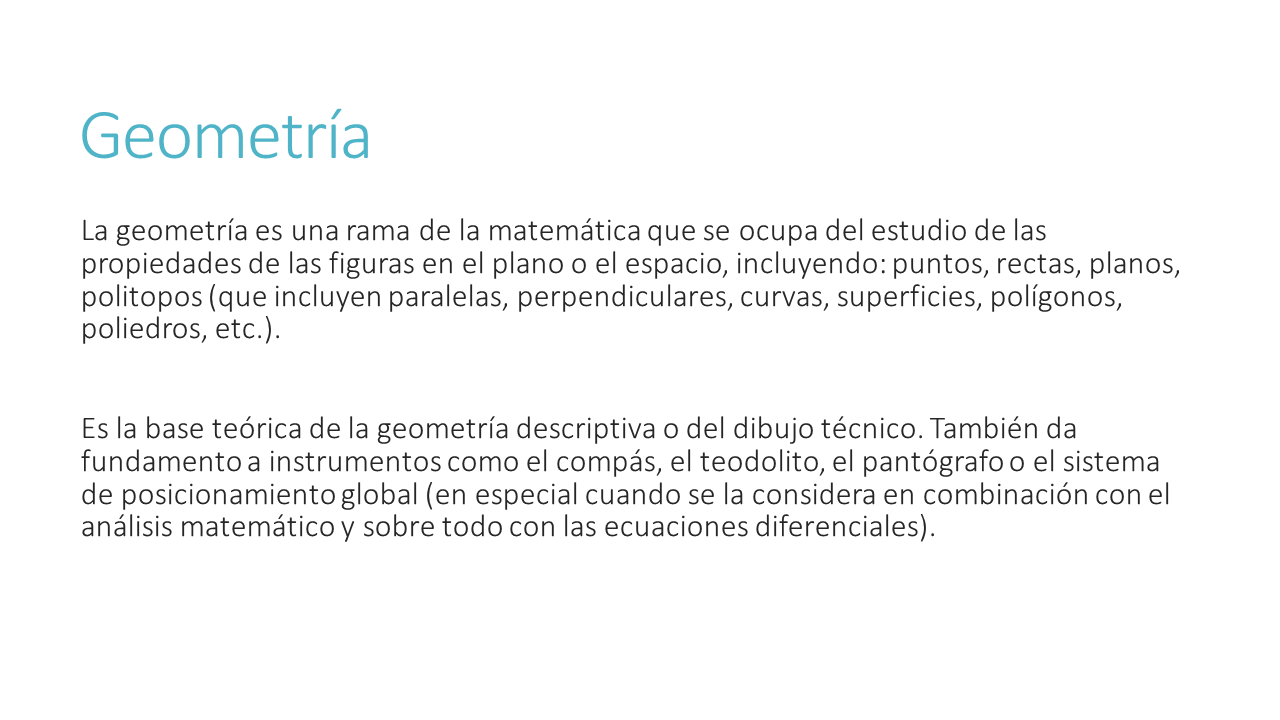 Geometría
La geometría es una rama de la matemática que se ocupa del estudio de las
propiedades de las figuras en el plano o el espacio, incluyendo: puntos, rectas, planos,
politopos (que incluyen paralelas, perpendiculares, curvas, superficies, polígonos,
poliedros, etc.).
Es la base teórica de la geometría descriptiva o del dibujo técnico. También da
fundamento a instrumentos como el compás, el teodolito, el pantógrafo o el sistema
de posicionamiento global (en especial cuando se la considera en combinación con el
análisis matemático y sobre todo con las ecuaciones diferenciales).